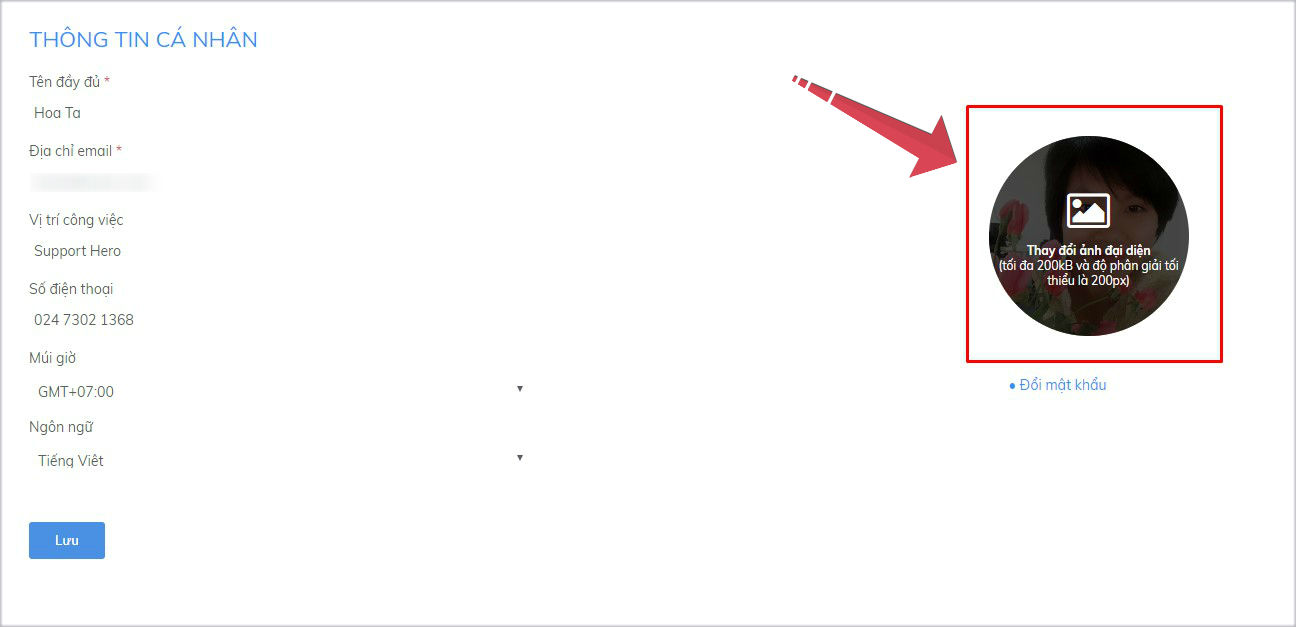 THÔNG TIN CÁ NHÂN
Tên đầy đủ *
Hoa Ta
Địa chỉ email *
Vị trí công việc
Support Hero
Số điện thoại
024 7302 1368
Múi giờ
GMT+07:00
Ngôn ngữ
Tiếng Việt
Lưu
Thay đổi ảnh đại diện
(tối đa 200kB và độ phân giải tối
thiểu là 200px)
• Đổi mật khẩu